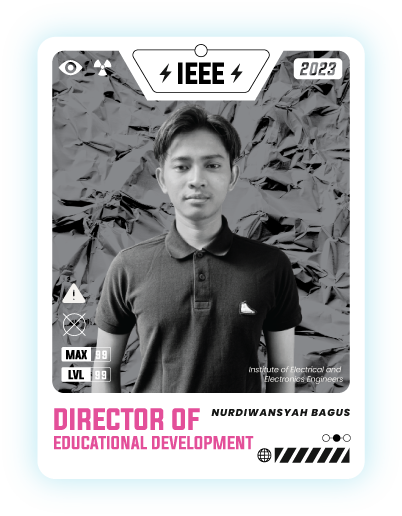 IEEE
2023
MAX 99
LVL 99
Institute of Electrical and
Electronics Engineers
DIRECTOR OF
NURDIWANSYAH BAGUS
EDUCATIONAL DEVELOPMENT